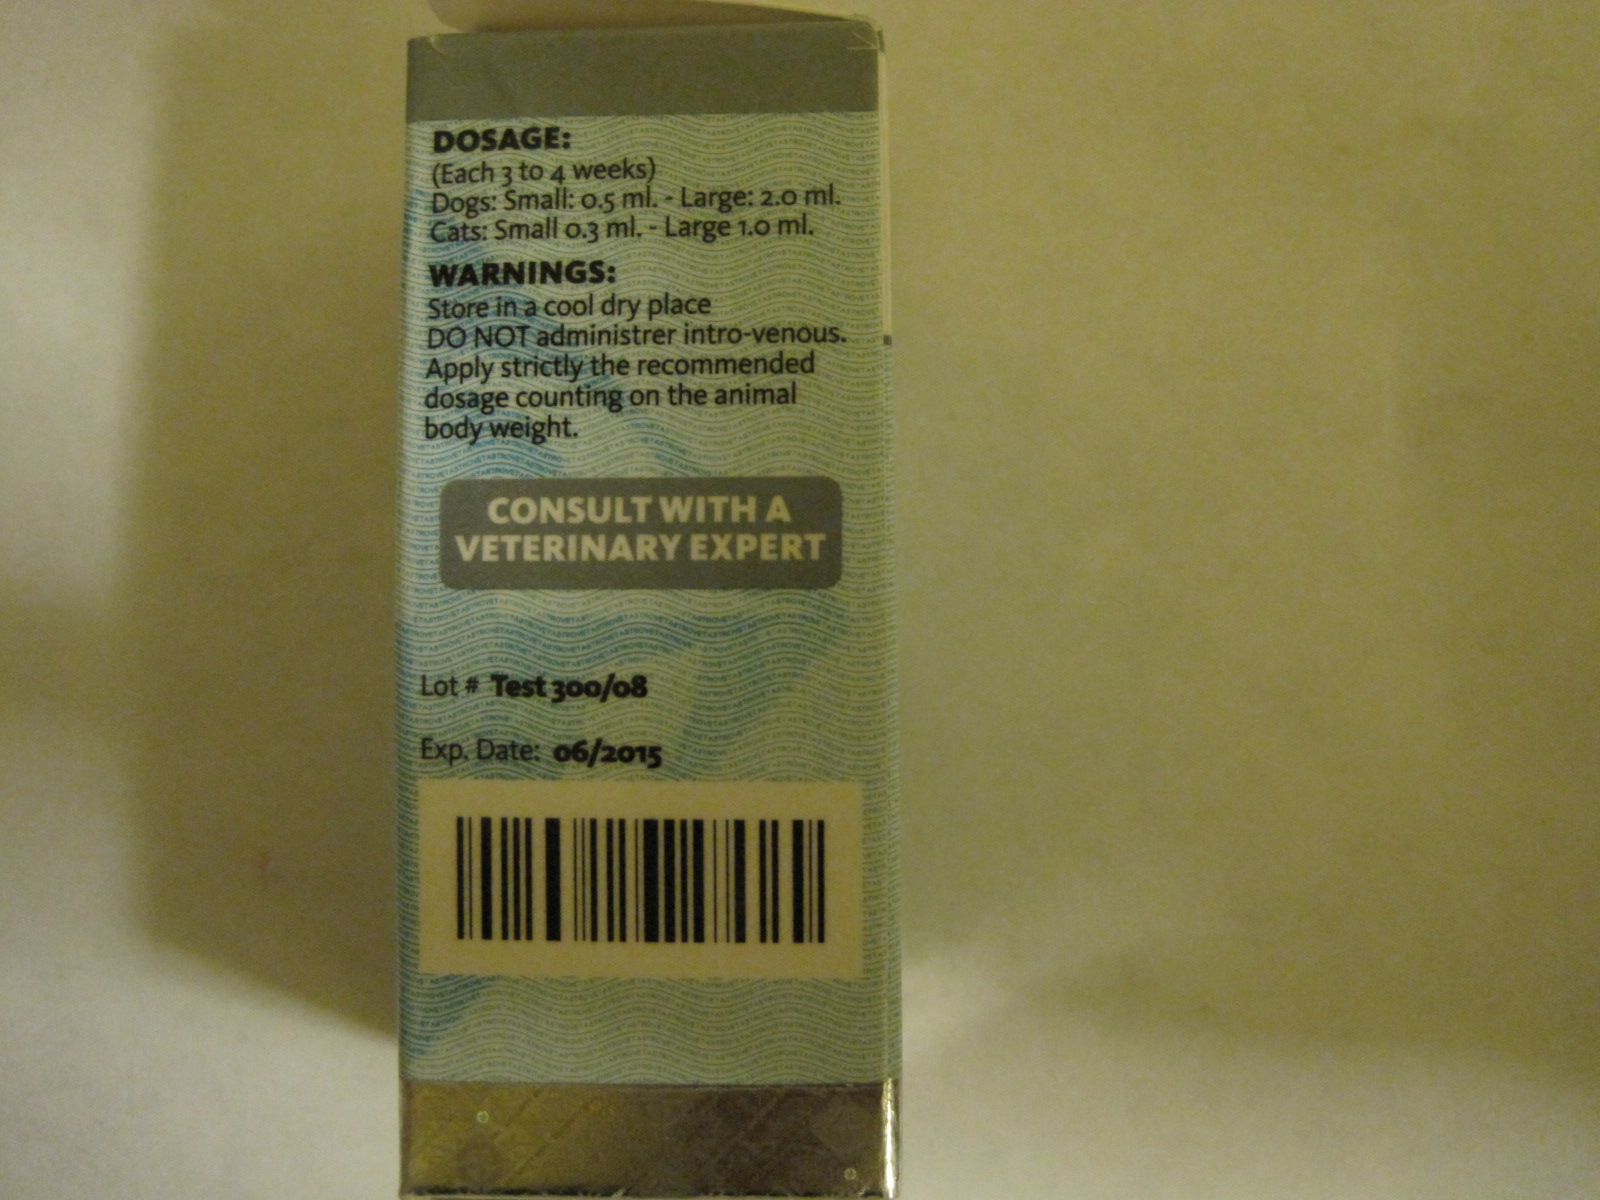 DOSAGE:
(Each 3 to 4 weeks)
Dogs: Small: 0.5 ml. - Large: 2.0 ml.
Cats: Small 0.3 ml. - Large 1.0 ml.
WARNINGS:
Store in a cool dry place
DO NOT administrer intro-venous.
Apply strictly the recommended
dosage counting on the animal
body weight.
CONSULT WITH A
VETERINARY EXPERT
Lot # Test 300/08
Exp. Date: 06/2015